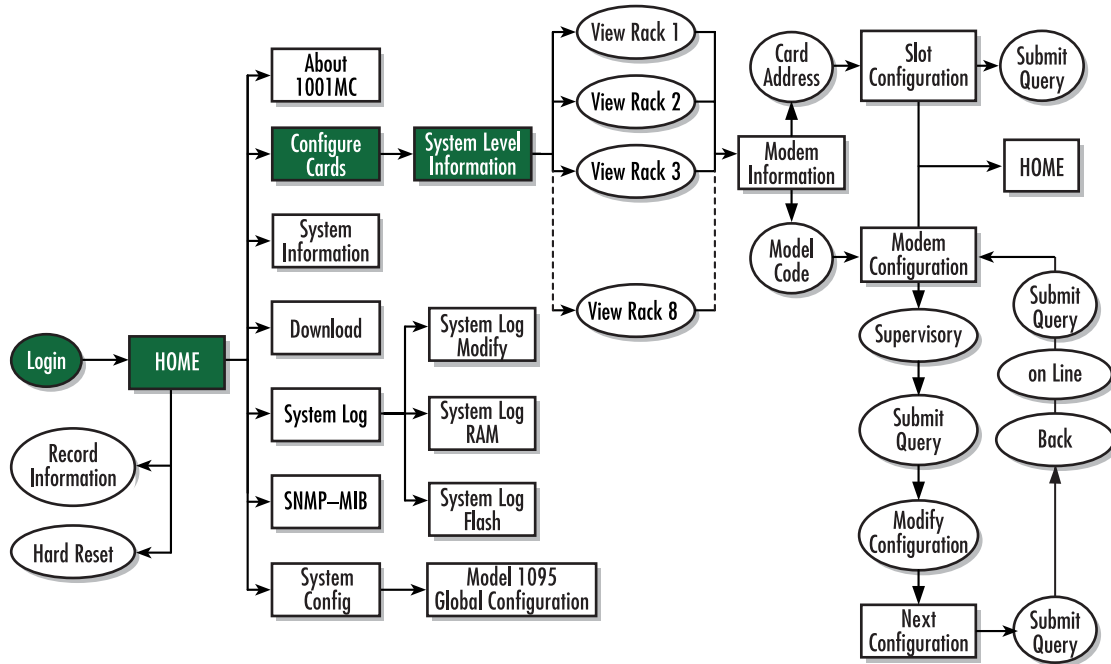 Login
HOME
Record
Information
Hard Reset
About
1001MC
Configure
Cards
System Level
Information
System
Information
Download
System Log
System Log
Modify
System Log
RAM
System Log
Flash
SNMP–MIB
System
Config
Model 1095
Global Configuration
View Rack 1
View Rack 2
View Rack 3
View Rack 8
Modem
Information
Card
Address
Model
Code
Slot
Configuration
Submit
Query
HOME
Modem
Configuration
Supervisory
Submit
Query
Modify
Configuration
Next
Configuration
Submit
Query
Back
on Line
Submit
Query